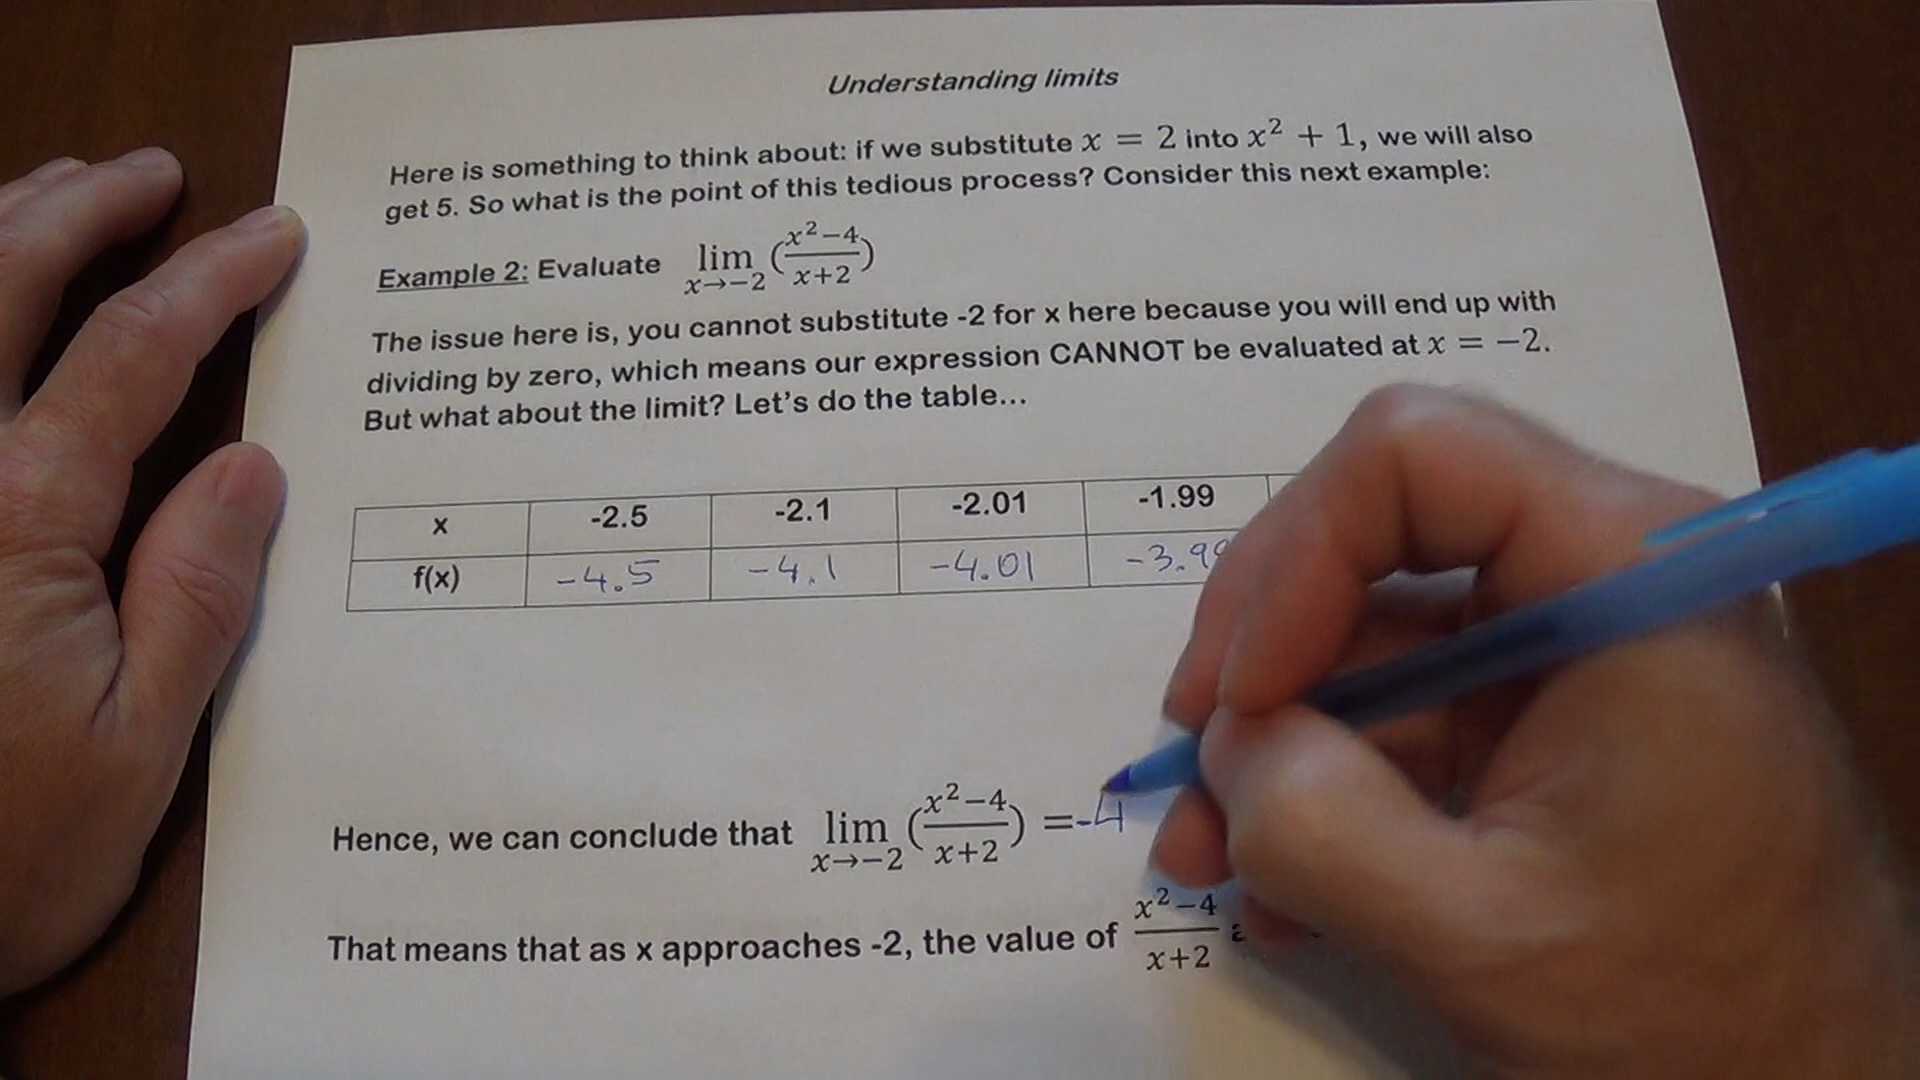 Understanding limits
Here is something to think about: if we substitute x = 2 into x² + 1, we will also
get 5. So what is the point of this tedious process? Consider this next example:
Example 2: Evaluate lim x→−2 (x²−4 / x+2)
The issue here is, you cannot substitute -2 for x here because you will end up with
dividing by zero, which means our expression CANNOT be evaluated at x = −2.
But what about the limit? Let's do the table...
x -2.5 -2.1 -2.01 -1.99
f(x) -4.5 -4.1 -4.01
Hence, we can conclude that lim x→−2 (x²−4 / x+2) =-4
That means that as x approaches -2, the value of x²−4 / x+2